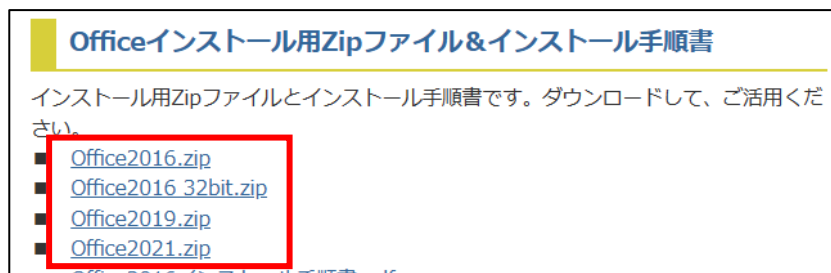 Officeインストール用Zipファイル&インストール手順書
インストール用Zipファイルとインストール手順書です。ダウンロードして、ご活用くだ
さい。
■ Office2016.zip
■ Office2016 32bit.zip
■ Office2019.zip
■ Office2021.zip